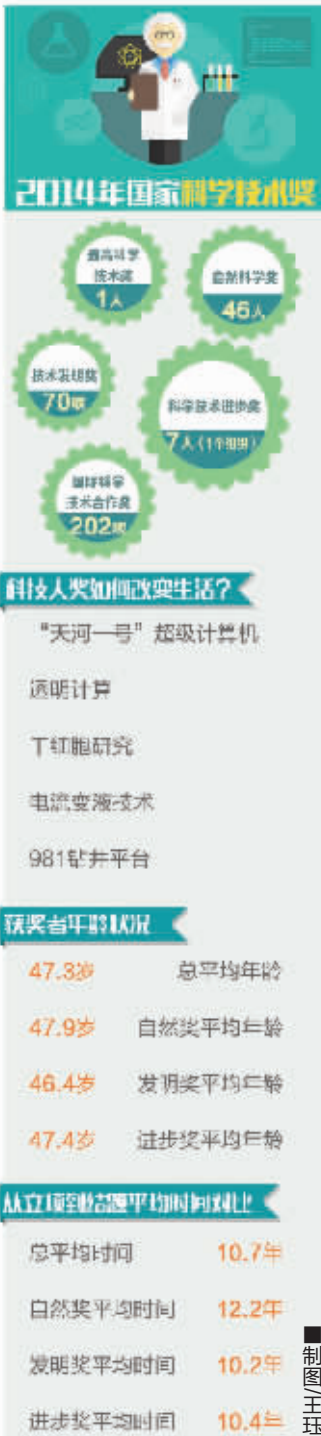 2014年国家科学技术奖
最高科学
技术奖
1人
自然科学奖
46人
技术发明奖
70项
科学技术进步奖
7人(1个组织)
国际科学
技术合作奖
202项
科技大奖如何改变生活？
“天河一号”超级计算机
透明计算
T细胞研究
电流变液技术
981钻井平台
获奖者年龄状况
47.3岁 总平均年龄
47.9岁 自然奖平均年龄
46.4岁 发明奖平均年龄
47.4岁 进步奖平均年龄
从立项到结题平均时间对比
总平均时间 10.7年
自然奖平均时间 12.2年
发明奖平均时间 10.2年
进步奖平均时间 10.4年
■制图/王珏